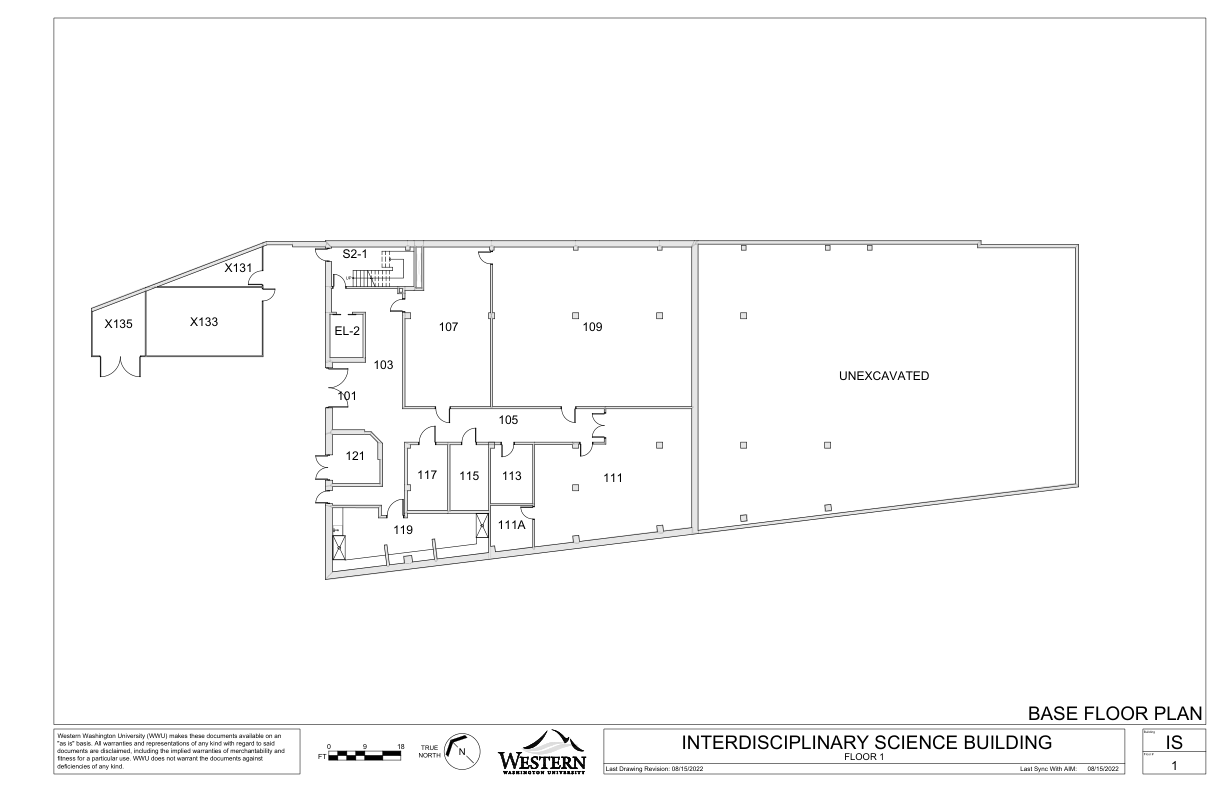 S2-1
X131
UP
X135
X133
EL-2
107
109
103
UNEXCAVATED
101
105
121
117
115
113
111
119
111A
BASE FLOOR PLAN
Western Washington University (WWU) makes these documents available on an
"as is" basis. All warranties and representations of any kind with regard to said
documents are disclaimed, including the implied warranties of merchantability and
fitness for a particular use. WWU does not warrant the documents against
deficiencies of any kind.
0 9 18
FT
TRUE
NORTH
N
WESTERN
WASHINGTON UNIVERSITY
INTERDISCIPLINARY SCIENCE BUILDING
FLOOR 1
Last Drawing Revision: 08/15/2022
Last Sync With AIM: 08/15/2022
Building
IS
Floor #
1